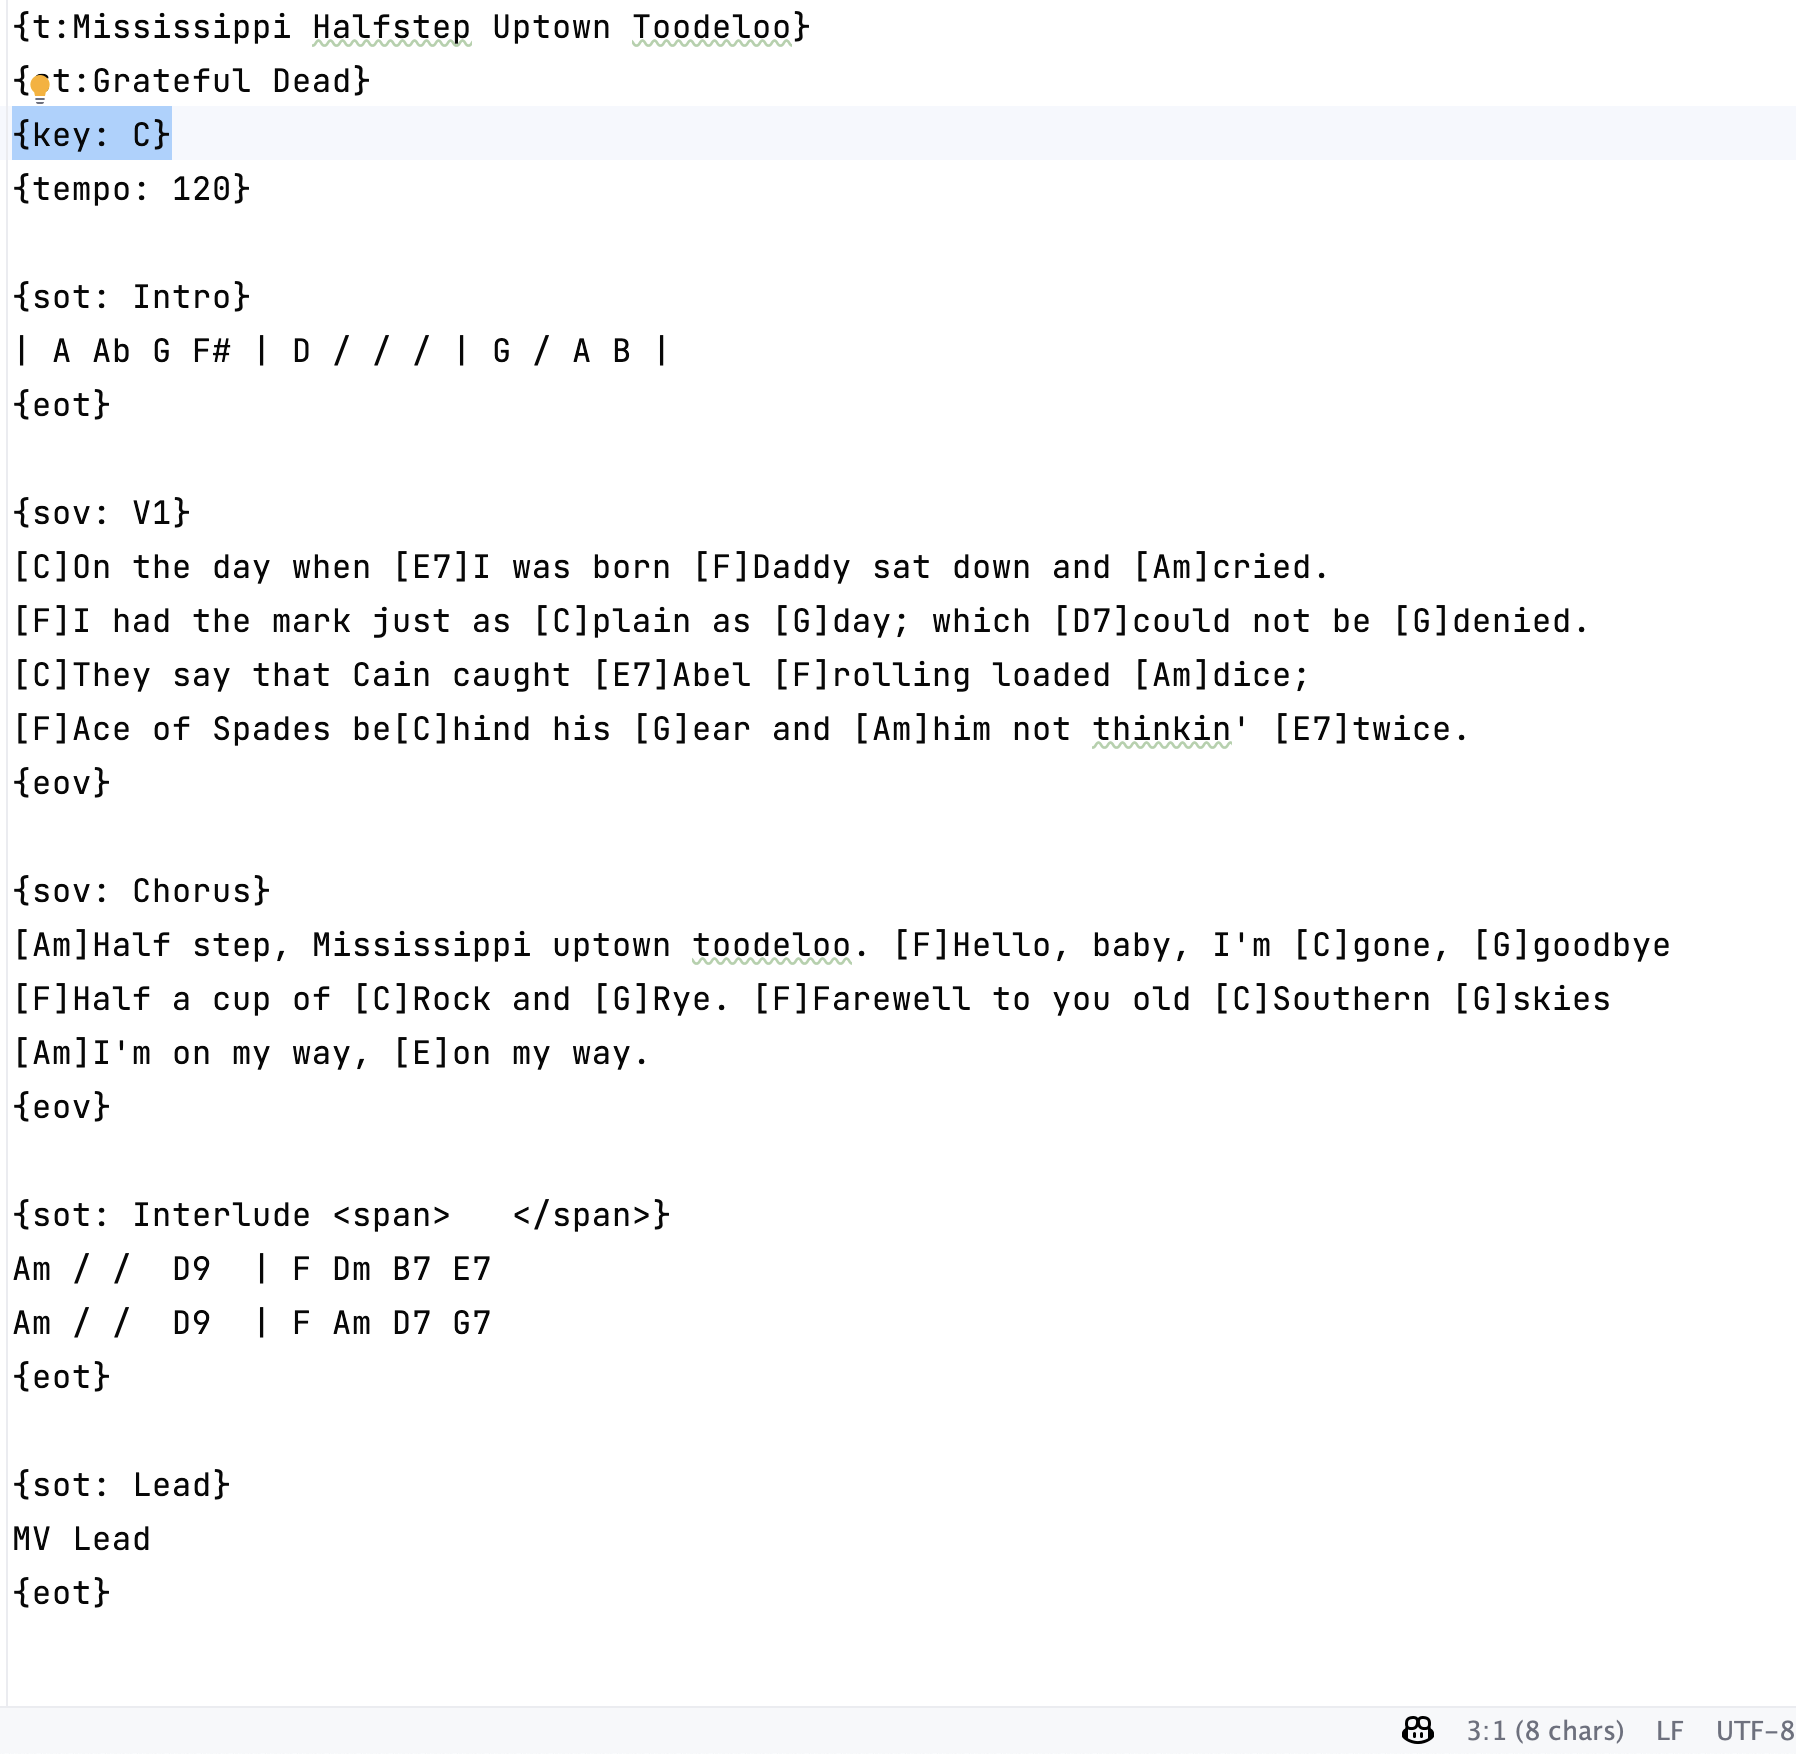 {t:Mississippi Halfstep Uptown Toodeloo}
{st:Grateful Dead}
{key: C}
{tempo: 120}

{sot: Intro}
| A Ab G F# | D / / / | G / A B |
{eot}

{sov: V1}
[C]On the day when [E7]I was born [F]Daddy sat down and [Am]cried.
[F]I had the mark just as [C]plain as [G]day; which [D7]could not be [G]denied.
[C]They say that Cain caught [E7]Abel [F]rolling loaded [Am]dice;
[F]Ace of Spades be[C]hind his [G]ear and [Am]him not thinkin' [E7]twice.
{eov}

{sov: Chorus}
[Am]Half step, Mississippi uptown toodeloo. [F]Hello, baby, I'm [C]gone, [G]goodbye
[F]Half a cup of [C]Rock and [G]Rye. [F]Farewell to you old [C]Southern [G]skies
[Am]I'm on my way, [E]on my way.
{eov}

{sot: Interlude <span>   </span>}
Am / /  D9  | F Dm B7 E7
Am / /  D9  | F Am D7 G7
{eot}

{sot: Lead}
MV Lead
{eot}

3:1 (8 chars) LF UTF-8